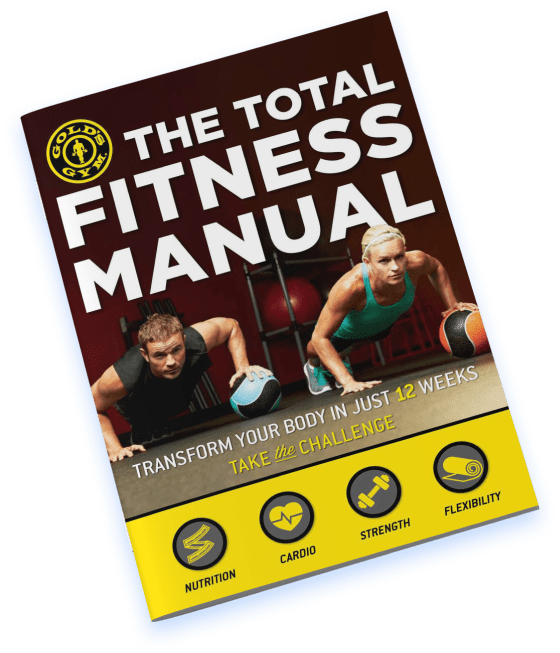 GOLD'S GYM.
THE TOTAL
FITNESS
MANUAL
TRANSFORM YOUR BODY IN JUST 12 WEEKS
TAKE the CHALLENGE
NUTRITION
CARDIO
STRENGTH
FLEXIBILITY